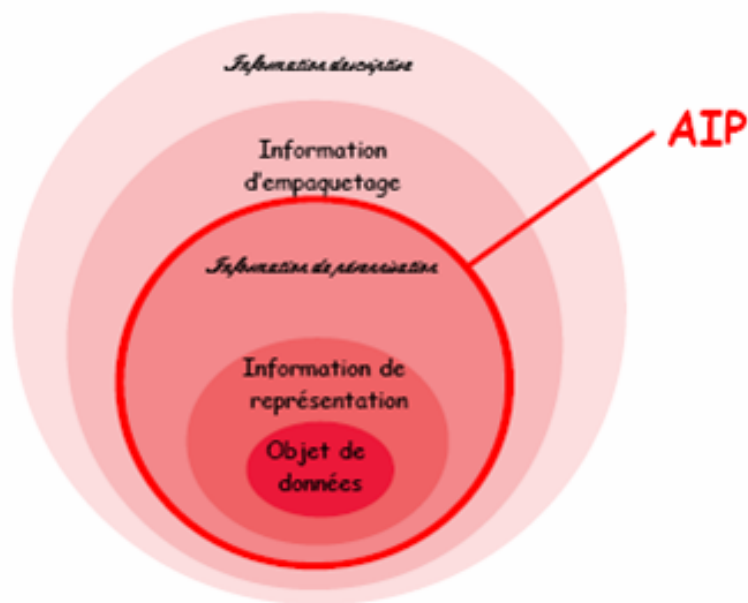 Information descriptive
AIP
Information
d'empaquetage
Information de pérennisation
Information de
représentation
Objet de
données